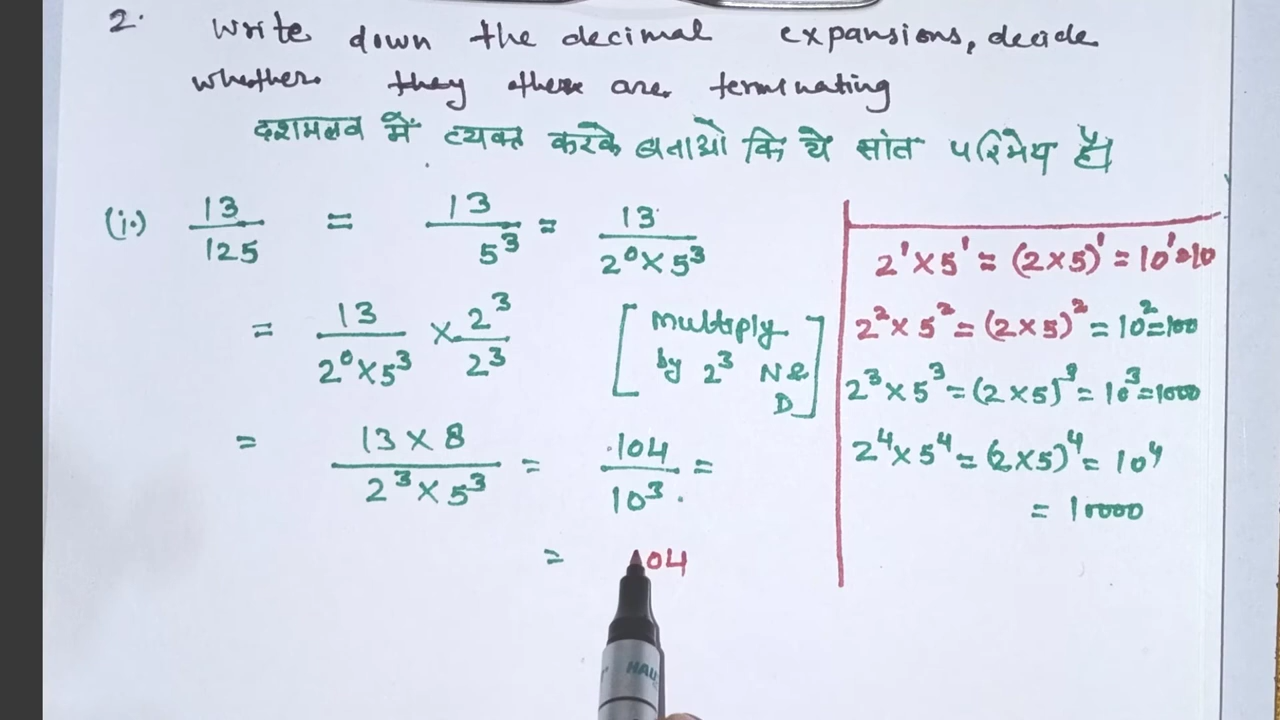 2. Write down the decimal expansions, decide
whether they these are terminating
दशमलव में व्यक्त करके बताओ कि ये सांत परिमेय हैं।
(i.) 13/125 = 13/5³ = 13/2⁰×5³
= 13/2⁰×5³ × 2³/2³ [multiply by 2³ N & D]
= 13×8/2³×5³ = 104/10³ =
= 104
2¹×5¹ = (2×5)¹ = 10¹=10
2²×5² = (2×5)² = 10²=100
2³×5³ = (2×5)³ = 10³=1000
2⁴×5⁴ = (2×5)⁴ = 10⁴
= 10000
HAU